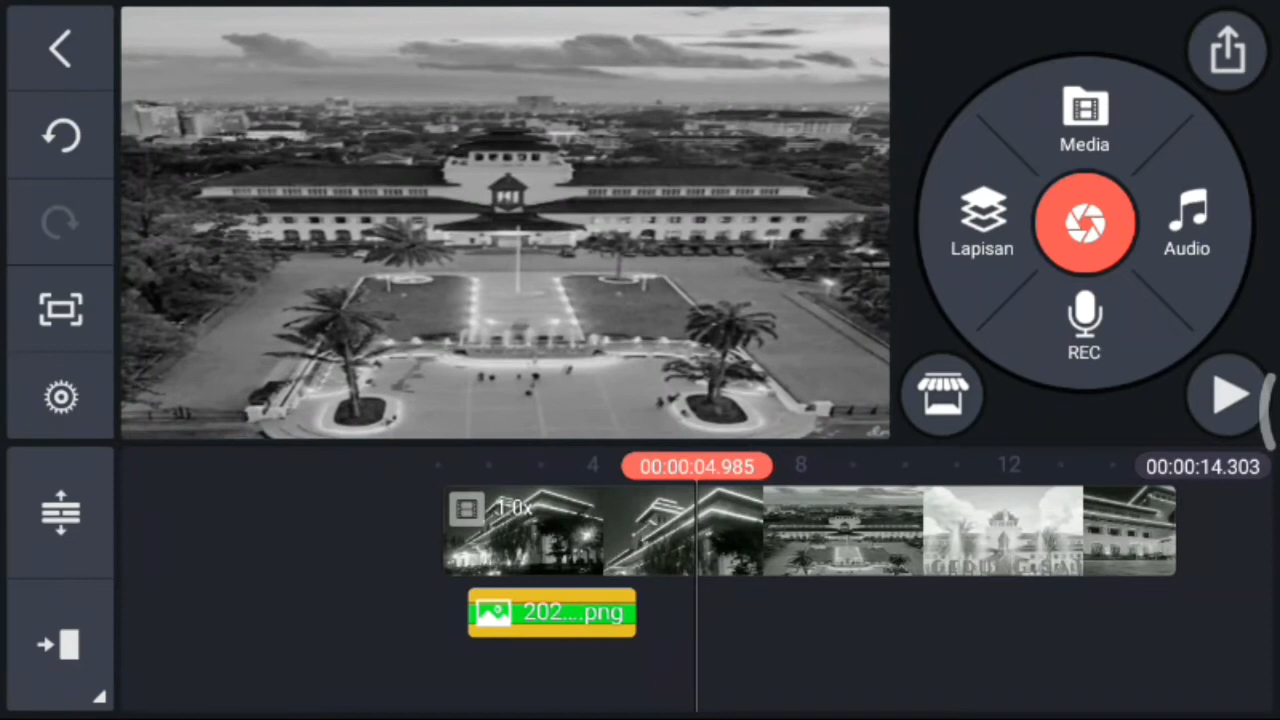 Media
Lapisan
Audio
REC
4
00:00:04.985
8
12
00:00:14.303
1.0x
202....png